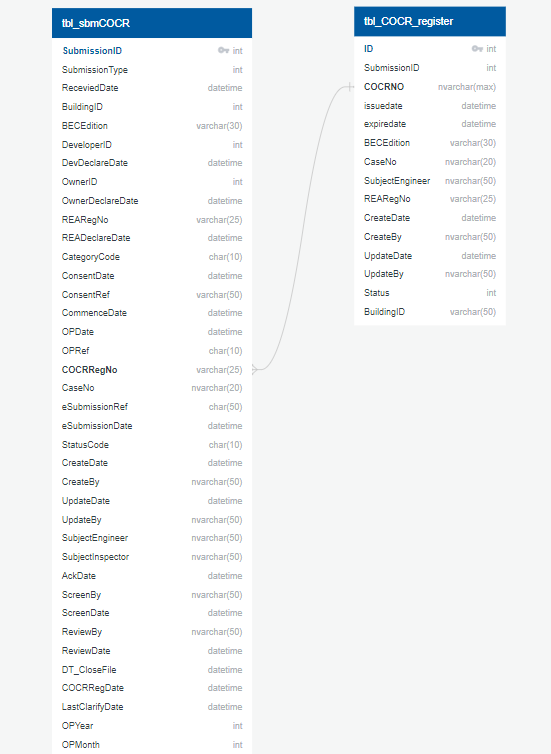 tbl_sbmCOCR
SubmissionID int
SubmissionType int
ReceviedDate datetime
BuildingID int
BECEdition varchar(30)
DeveloperID int
DevDeclareDate datetime
OwnerID int
OwnerDeclareDate datetime
REARegNo varchar(25)
READeclareDate datetime
CategoryCode char(10)
ConsentDate datetime
ConsentRef varchar(50)
CommenceDate datetime
OPDate datetime
OPRef char(10)
COCRRegNo varchar(25)
CaseNo nvarchar(20)
eSubmissionRef char(50)
eSubmissionDate datetime
StatusCode char(10)
CreateDate datetime
CreateBy nvarchar(50)
UpdateDate datetime
UpdateBy nvarchar(50)
SubjectEngineer nvarchar(50)
SubjectInspector nvarchar(50)
AckDate datetime
ScreenBy nvarchar(50)
ScreenDate datetime
ReviewBy nvarchar(50)
ReviewDate datetime
DT_CloseFile datetime
COCRRegDate datetime
LastClarifyDate datetime
OPYear int
OPMonth int
tbl_COCR_register
ID int
SubmissionID int
COCRNO nvarchar(max)
issuedate datetime
expiredate datetime
BECEdition varchar(30)
CaseNo nvarchar(20)
SubjectEngineer nvarchar(50)
REARegNo varchar(25)
CreateDate datetime
CreateBy nvarchar(50)
UpdateDate datetime
UpdateBy nvarchar(50)
Status int
BuildingID varchar(50)